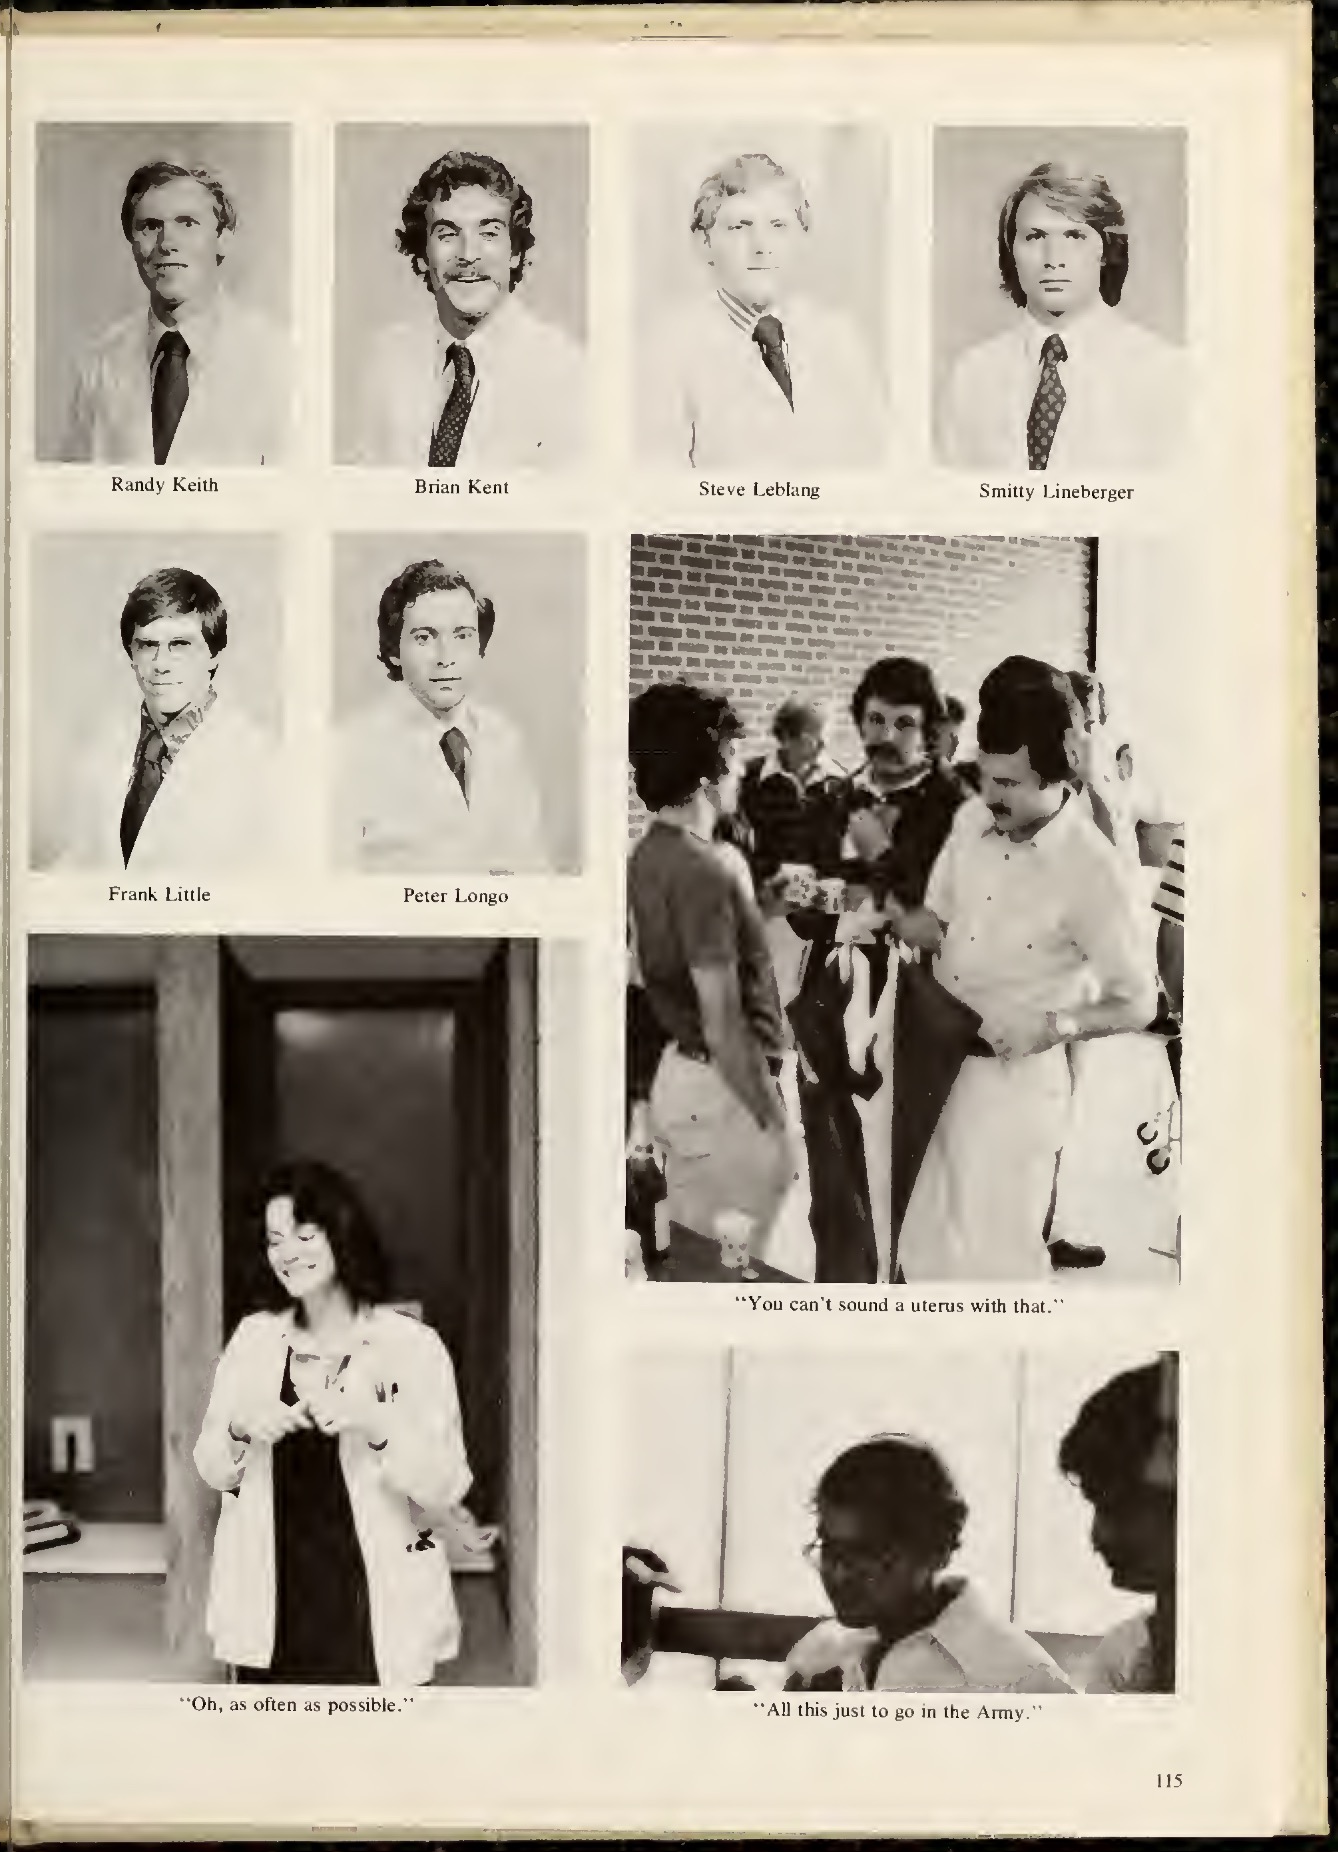 Randy Keith
Brian Kent
Steve Leblang
Smitty Lineberger
Frank Little
Peter Longo
"You can't sound a uterus with that."
"Oh, as often as possible."
"All this just to go in the Army."
115